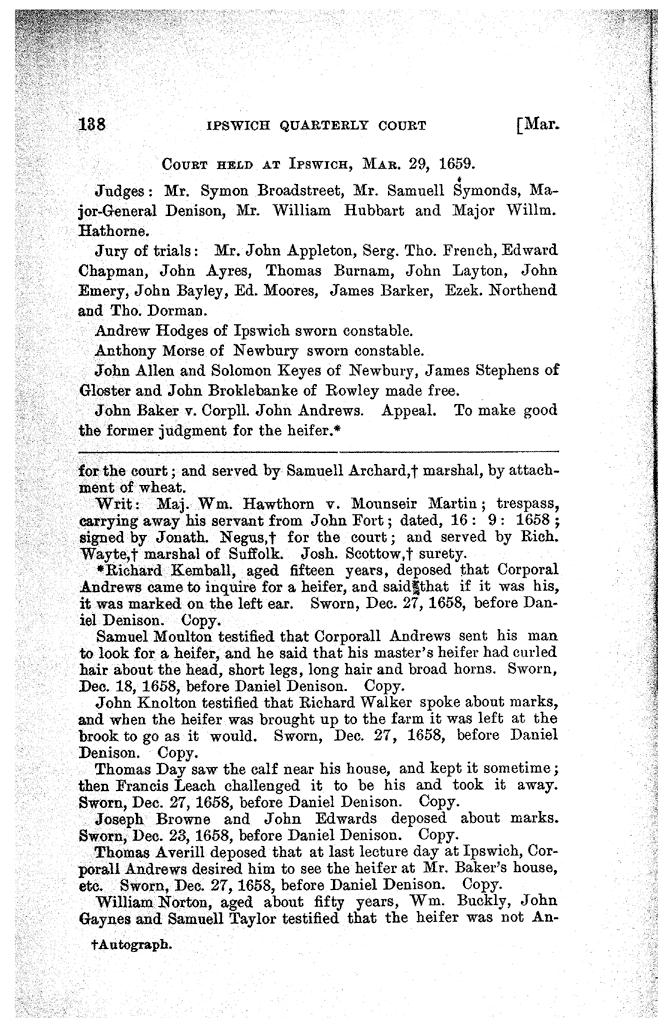 138 IPSWICH QUARTERLY COURT [Mar.
COURT HELD AT IPSWICH, MAR. 29, 1659.
Judges: Mr. Symon Broadstreet, Mr. Samuell Symonds, Ma-
jor-General Denison, Mr. William Hubbart and Major Willm.
Hathorne.
Jury of trials: Mr. John Appleton, Serg. Tho. French, Edward
Chapman, John Ayres, Thomas Burnam, John Layton, John
Emery, John Bayley, Ed. Moores, James Barker, Ezek. Northend
and Tho. Dorman.
Andrew Hodges of Ipswich sworn constable.
Anthony Morse of Newbury sworn constable.
John Allen and Solomon Keyes of Newbury, James Stephens of
Gloster and John Broklebanke of Rowley made free.
John Baker v. Corpll. John Andrews. Appeal. To make good
the former judgment for the heifer.*
for the court; and served by Samuell Archard,† marshal, by attach-
ment of wheat.
Writ: Maj. Wm. Hawthorn v. Mounseir Martin; trespass,
carrying away his servant from John Fort; dated, 16: 9: 1658;
signed by Jonath. Negus,† for the court; and served by Rich.
Wayte,† marshal of Suffolk. Josh. Scottow,† surety.
*Richard Kemball, aged fifteen years, deposed that Corporal
Andrews came to inquire for a heifer, and said that if it was his,
it was marked on the left ear. Sworn, Dec. 27, 1658, before Dan-
iel Denison. Copy.
Samuel Moulton testified that Corporall Andrews sent his man
to look for a heifer, and he said that his master's heifer had curled
hair about the head, short legs, long hair and broad horns. Sworn,
Dec. 18, 1658, before Daniel Denison. Copy.
John Knolton testified that Richard Walker spoke about marks,
and when the heifer was brought up to the farm it was left at the
brook to go as it would. Sworn, Dec. 27, 1658, before Daniel
Denison. Copy.
Thomas Day saw the calf near his house, and kept it sometime;
then Francis Leach challenged it to be his and took it away.
Sworn, Dec. 27, 1658, before Daniel Denison. Copy.
Joseph Browne and John Edwards deposed about marks.
Sworn, Dec. 23, 1658, before Daniel Denison. Copy.
Thomas Averill deposed that at last lecture day at Ipswich, Cor-
porall Andrews desired him to see the heifer at Mr. Baker's house,
etc. Sworn, Dec. 27, 1658, before Daniel Denison. Copy.
William Norton, aged about fifty years, Wm. Buckly, John
Gaynes and Samuell Taylor testified that the heifer was not An-
†Autograph.